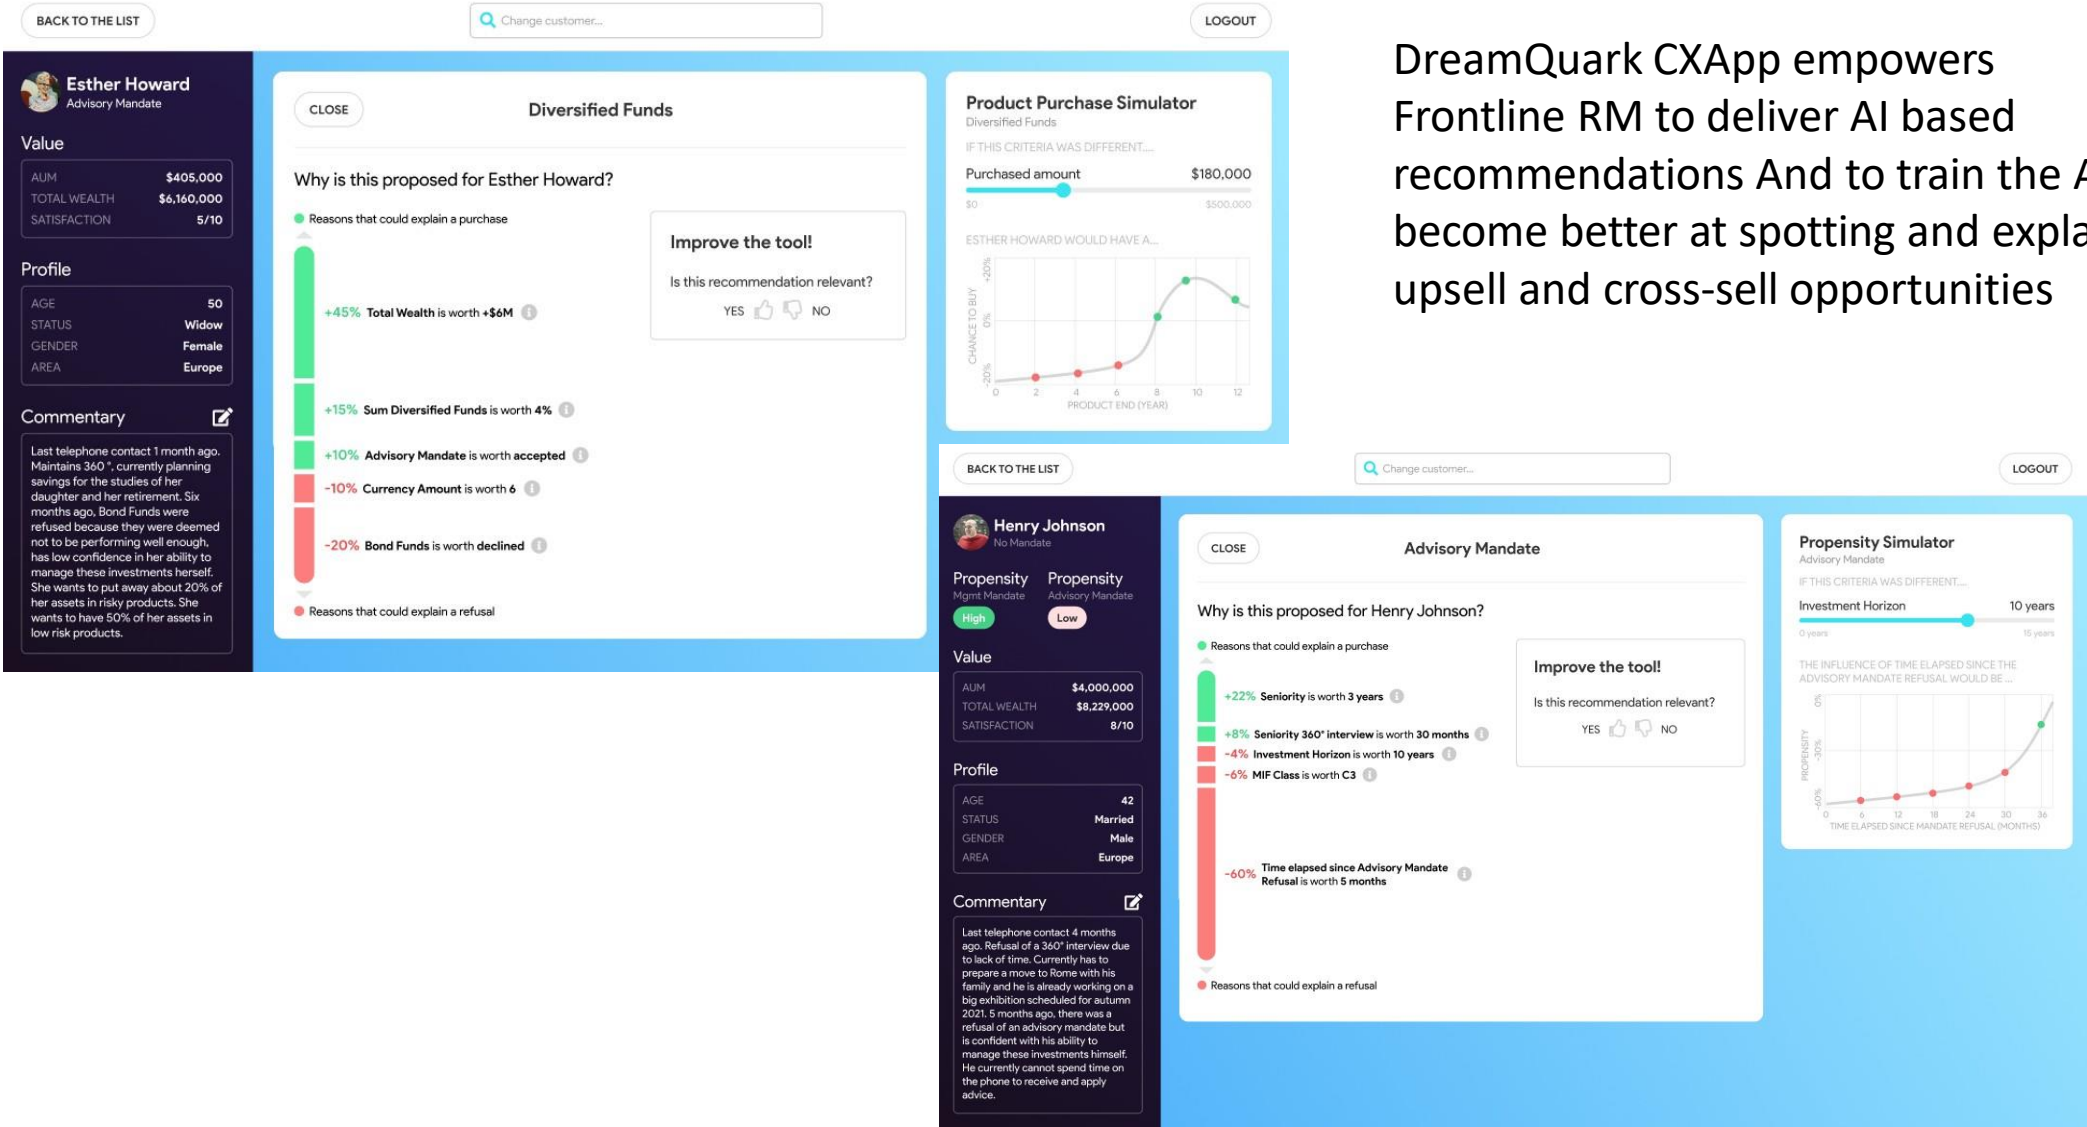 BACK TO THE LIST
Change customer...
LOGOUT
Esther Howard
Advisory Mandate
Value
AUM $405,000
TOTAL WEALTH $6,160,000
SATISFACTION 5/10
Profile
AGE 50
STATUS Widow
GENDER Female
AREA Europe
Commentary
Last telephone contact 1 month ago.
Maintains 360 °, currently planning
savings for the studies of her
daughter and her retirement. Six
months ago, Bond Funds were
refused because they were deemed
not to be performing well enough,
has low confidence in her ability to
manage these investments herself.
She wants to put away about 20% of
her assets in risky products. She
wants to have 50% of her assets in
low risk products.
CLOSE
Diversified Funds
Why is this proposed for Esther Howard?
Reasons that could explain a purchase
+45% Total Wealth is worth +$6M
+15% Sum Diversified Funds is worth 4%
+10% Advisory Mandate is worth accepted
-10% Currency Amount is worth 6
-20% Bond Funds is worth declined
Reasons that could explain a refusal
Improve the tool!
Is this recommendation relevant?
YES NO
Product Purchase Simulator
Diversified Funds
IF THIS CRITERIA WAS DIFFERENT....
Purchased amount $180,000
$0 $500,000
ESTHER HOWARD WOULD HAVE A...
CHANCE TO BUY
+20%
0%
-20%
0 2 4 6 8 10 12
PRODUCT END (YEAR)
DreamQuark CXApp empowers
Frontline RM to deliver AI based
recommendations And to train the A
become better at spotting and expla
upsell and cross-sell opportunities
BACK TO THE LIST
Change customer...
LOGOUT
Henry Johnson
No Mandate
Propensity Propensity
Mgmt Mandate Advisory Mandate
High Low
Value
AUM $4,000,000
TOTAL WEALTH $8,229,000
SATISFACTION 8/10
Profile
AGE 42
STATUS Married
GENDER Male
AREA Europe
Commentary
Last telephone contact 4 months
ago. Refusal of a 360° interview due
to lack of time. Currently has to
prepare a move to Rome with his
family and he is already working on a
big exhibition scheduled for autumn
2021. 5 months ago, there was a
refusal of an advisory mandate but
is confident with his ability to
manage these investments himself.
He currently cannot spend time on
the phone to receive and apply
advice.
CLOSE
Advisory Mandate
Why is this proposed for Henry Johnson?
Reasons that could explain a purchase
+22% Seniority is worth 3 years
+8% Seniority 360° interview is worth 30 months
-4% Investment Horizon is worth 10 years
-6% MIF Class is worth C3
-60% Time elapsed since Advisory Mandate
Refusal is worth 5 months
Reasons that could explain a refusal
Improve the tool!
Is this recommendation relevant?
YES NO
Propensity Simulator
Advisory Mandate
IF THIS CRITERIA WAS DIFFERENT....
Investment Horizon 10 years
0 years 15 years
THE INFLUENCE OF TIME ELAPSED SINCE THE
ADVISORY MANDATE REFUSAL WOULD BE ...
PROPENSITY
0%
-30%
-60%
0 6 12 18 24 30 36
TIME ELAPSED SINCE MANDATE REFUSAL (MONTHS)